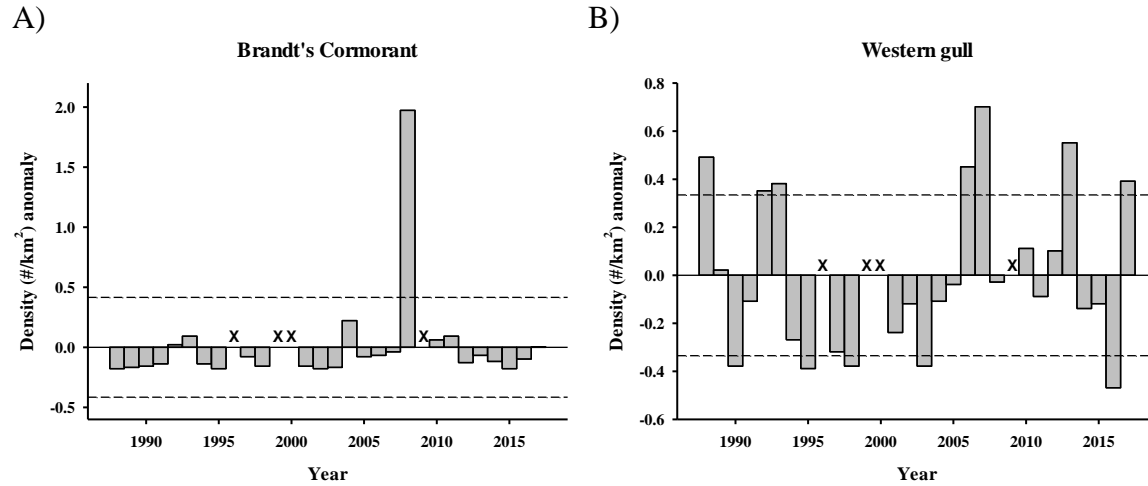 A)
Brandt's Cormorant
Density (#/km²) anomaly
2.0
1.5
1.0
0.5
0.0
-0.5
X
X X
X
1990 1995 2000 2005 2010 2015
Year
B)
Western gull
Density (#/km²) anomaly
0.8
0.6
0.4
0.2
0.0
-0.2
-0.4
-0.6
X
X X
X
1990 1995 2000 2005 2010 2015
Year